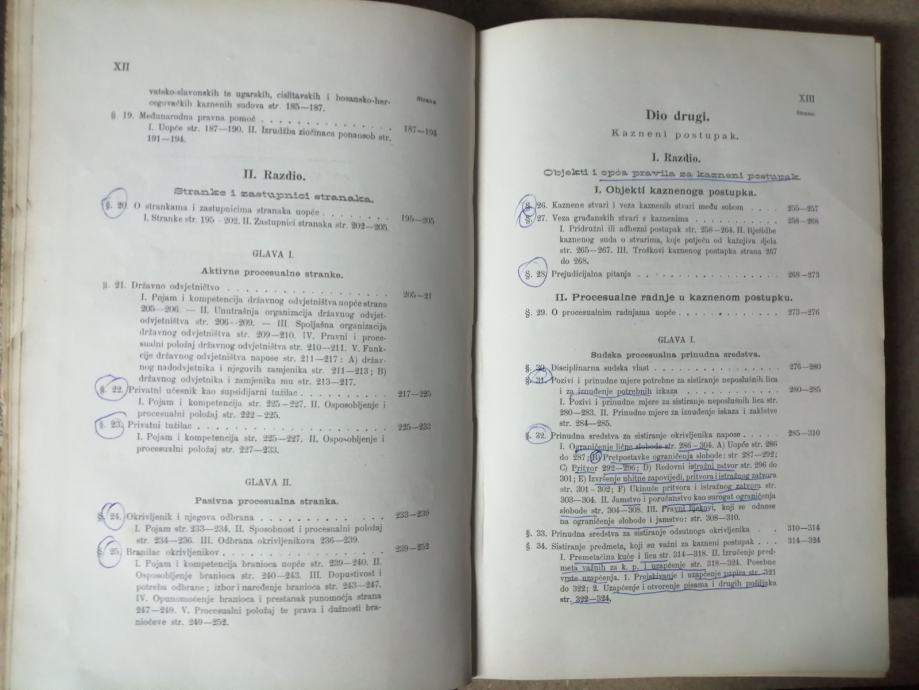 XII
Strana
vatsko-slavonskih te ugarskih, cislitavskih i bosansko-her-
cegovačkih kaznenih sudova str. 185—187.
§ 19. Međunarodna pravna pomoć . . . . . . . . . . . . 187—194
I. Uopće str. 187—190. II. Izrudžba zločinaca ponaosob str.
191—194.
II. Razdio.
Stranke i zastupnici stranaka.
§. 20. O strankama i zastupnicima stranaka uopće . . . . . . . 195—205
I. Stranke str. 195—202. II. Zastupnici stranaka str. 202—205.
GLAVA I.
Aktivne procesualne stranke.
§. 21. Državno odvjetničtvo . . . . . . . . . . . . . . 205—21
I. Pojam i kompetencija državnog odvjetništva uopće strana
205—206. — II. Unutrašnja organizacija državnog odvjet-
ništva str. 206—209. — III. Spoljašna organizacija
državnog odvjetništva str. 209—210. IV. Pravni i proce-
sualni položaj državnog odvjetništva str. 210—211. V. Funk-
cije državnog odvjetništva napose str. 211—217: A) držav-
nog nadodvjetnika i njegovih zamjenika str. 211—213; B)
državnog odvjetnika i zamjenika mu str. 213—217.
§. 22. Privatni učesnik kao supsidijarni tužilac . . . . . . . . 217—225
I. Pojam i kompetencija str. 225—227. II. Osposobljenje i
procesualni položaj str. 222—225.
§. 23. Privatni tužilac . . . . . . . . . . . . . . . . 225—233
I. Pojam i kompetencija str. 225—227. II. Osposobljenje i
procesualni položaj str. 227—233.
GLAVA II.
Pasivna procesualna stranka.
§. 24. Okrivljenik i njegova odbrana . . . . . . . . . . . . 233—239
I. Pojam str. 233—234. II. Sposobnost i procesualni položaj
str. 234—236. III. Odbrana okrivljenikova 236—239.
§. 25. Branilac okrivljenikov . . . . . . . . . . . . . . 239—252
I. Pojam i kompetencija branioca uopće str. 239—240. II.
Osposobljenje branioca str. 240—243. III. Dopustivost i
potreba odbrane; izbor i naređenje branioca str. 243—247.
IV. Opunomoćenje branioca i prestanak punomoćja strana
247—249. V. Procesualni položaj te prava i dužnosti bra-
niočeve str. 249—252.
XIII
Strana
Dio drugi.
Kazneni postupak.
I. Razdio.
Objekti i opća pravila za kazneni postupak.
I. Objekti kaznenoga postupka.
§. 26. Kaznene stvari i veza kaznenih stvari među sobom . . . . 255—257
§. 27. Veza građanskih stvari s kaznenima . . . . . . . . . 258—268
I. Pridružni ili adhezni postupak str. 258—264. II. Rješidbe
kaznenog suda o stvarima, koje potječu od kažnjiva djela
str. 265—267. III. Troškovi kaznenog postupka strana 267
do 268.
§. 28. Prejudicijalna pitanja . . . . . . . . . . . . . . . 268—273
II. Procesualne radnje u kaznenom postupku.
§. 29. O procesualnim radnjama uopće . . . . . . . . . . . 273—276
GLAVA I.
Sudska procesualna prinudna sredstva.
§. 30. Disciplinarna sudska vlast . . . . . . . . . . . . . 276—280
§. 31. Pozivi i prinudne mjere potrebne za sistiranje neposlušnih lica
i za iznuđenje potrebnih iskaza . . . . . . . . . . . 280—285
I. Pozivi i prinudne mjere za sistiranje neposlušnih lica str.
280—283. II. Prinudne mjere za iznuđenje iskaza i zakletve
str. 284—285.
§. 32. Prinudna sredstva za sistiranje okrivljenika napose . . . . . 285—310
I. Ograničenje lične slobode str. 286—304. A) Uopće str. 286
do 287; B) Pretpostavke ograničenja slobode: str 287—292;
C) Pritvor 292—296; D) Redovni istražni zatvor str. 296 do
301; E) Izvršenje uhitne zapovijedi, pritvora i istražnog zatvora
str. 301—302; F) Ukinuće pritvora i istražnog zatvora str.
303—304. II. Jamstvo i poručanstvo kao surogat ograničenja
slobode str. 304—308. III. Pravni lijekovi, koji se odnose
na ograničenje slobode i jamstvo: str. 308—310.
§. 33. Prinudna sredstva za sistiranje odsutnoga okrivljenika . . . 310—314
§. 34. Sistiranje predmeta, koji su važni za kazneni postupak . . . 314—324
I. Premetačina kuće i lica str. 314—318. II. Izručenje pred-
meta važnih za k. p. i uzapćenje str. 318—324. Posebne
vrste uzapćenja. 1. Prejskivanje i uzapćenje papira str. 321
do 322; 2. Uzapćenje i otvorenje pisama i drugih pošiljaka
str. 322—324.